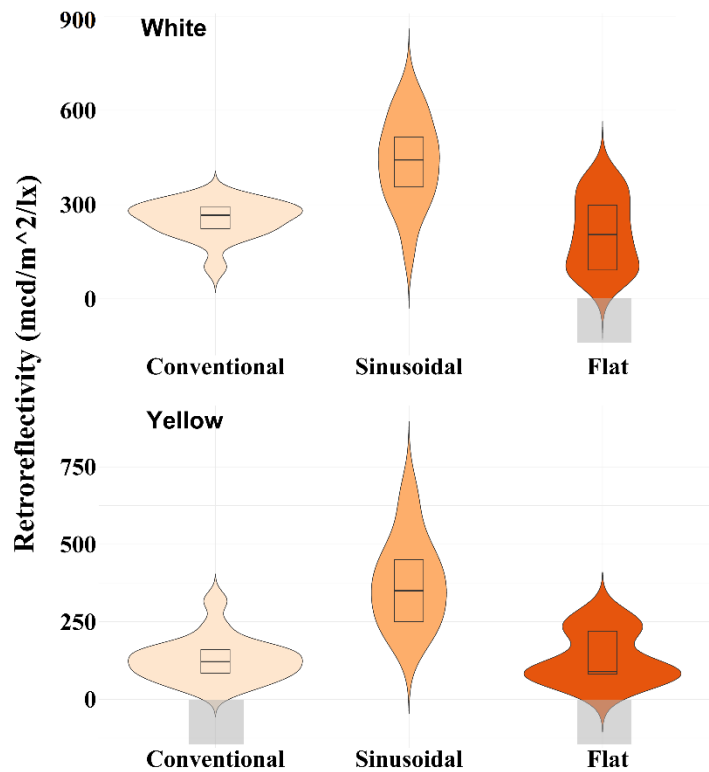 Retroreflectivity (mcd/m^2/lx)
White
900
600
300
0
Conventional Sinusoidal Flat
Yellow
750
500
250
0
Conventional Sinusoidal Flat